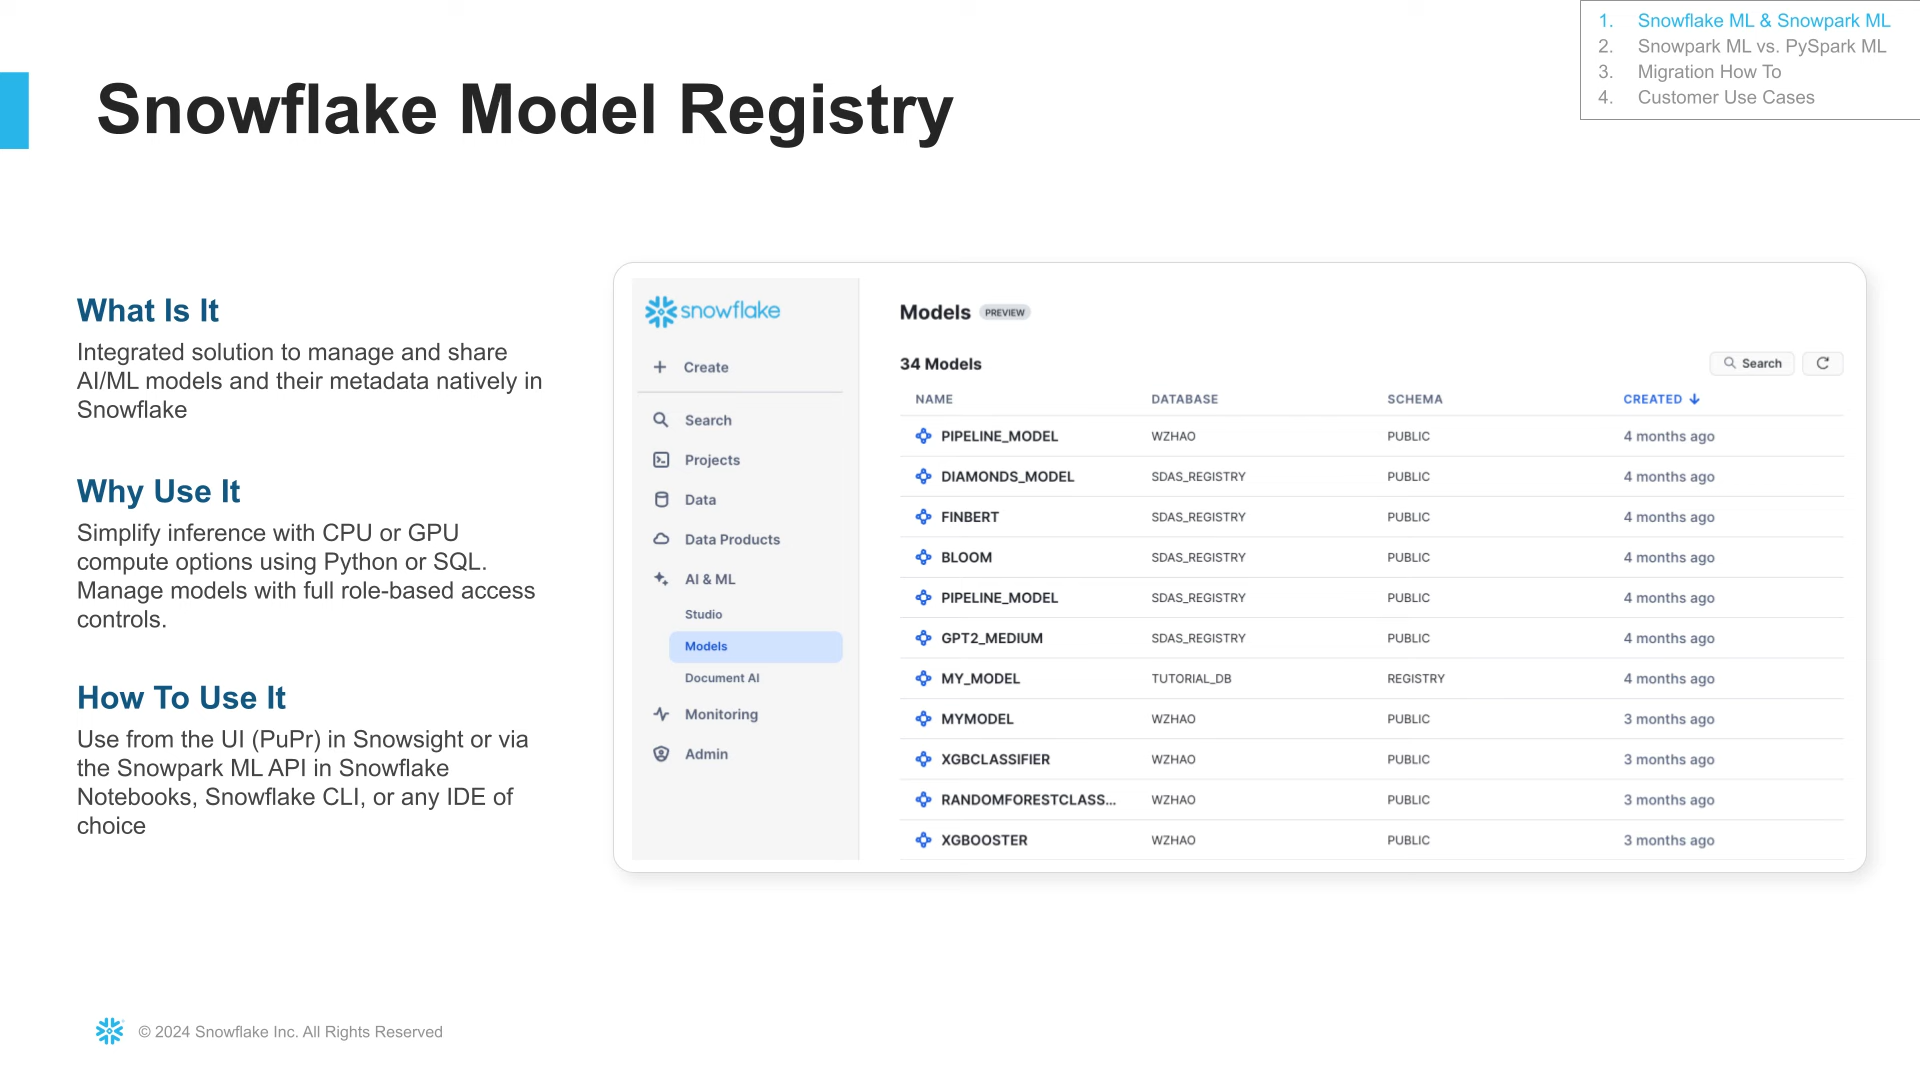 1. Snowflake ML & Snowpark ML
2. Snowpark ML vs. PySpark ML
3. Migration How To
4. Customer Use Cases
Snowflake Model Registry
What Is It
Integrated solution to manage and share
AI/ML models and their metadata natively in
Snowflake
Why Use It
Simplify inference with CPU or GPU
compute options using Python or SQL.
Manage models with full role-based access
controls.
How To Use It
Use from the UI (PuPr) in Snowsight or via
the Snowpark ML API in Snowflake
Notebooks, Snowflake CLI, or any IDE of
choice
snowflake
Create
Search
Projects
Data
Data Products
AI & ML
Studio
Models
Document AI
Monitoring
Admin
Models PREVIEW
34 Models Search
NAME DATABASE SCHEMA CREATED ↓
PIPELINE_MODEL WZHAO PUBLIC 4 months ago
DIAMONDS_MODEL SDAS_REGISTRY PUBLIC 4 months ago
FINBERT SDAS_REGISTRY PUBLIC 4 months ago
BLOOM SDAS_REGISTRY PUBLIC 4 months ago
PIPELINE_MODEL SDAS_REGISTRY PUBLIC 4 months ago
GPT2_MEDIUM SDAS_REGISTRY PUBLIC 4 months ago
MY_MODEL TUTORIAL_DB REGISTRY 4 months ago
MYMODEL WZHAO PUBLIC 3 months ago
XGBCLASSIFIER WZHAO PUBLIC 3 months ago
RANDOMFORESTCLASS... WZHAO PUBLIC 3 months ago
XGBOOSTER WZHAO PUBLIC 3 months ago
© 2024 Snowflake Inc. All Rights Reserved